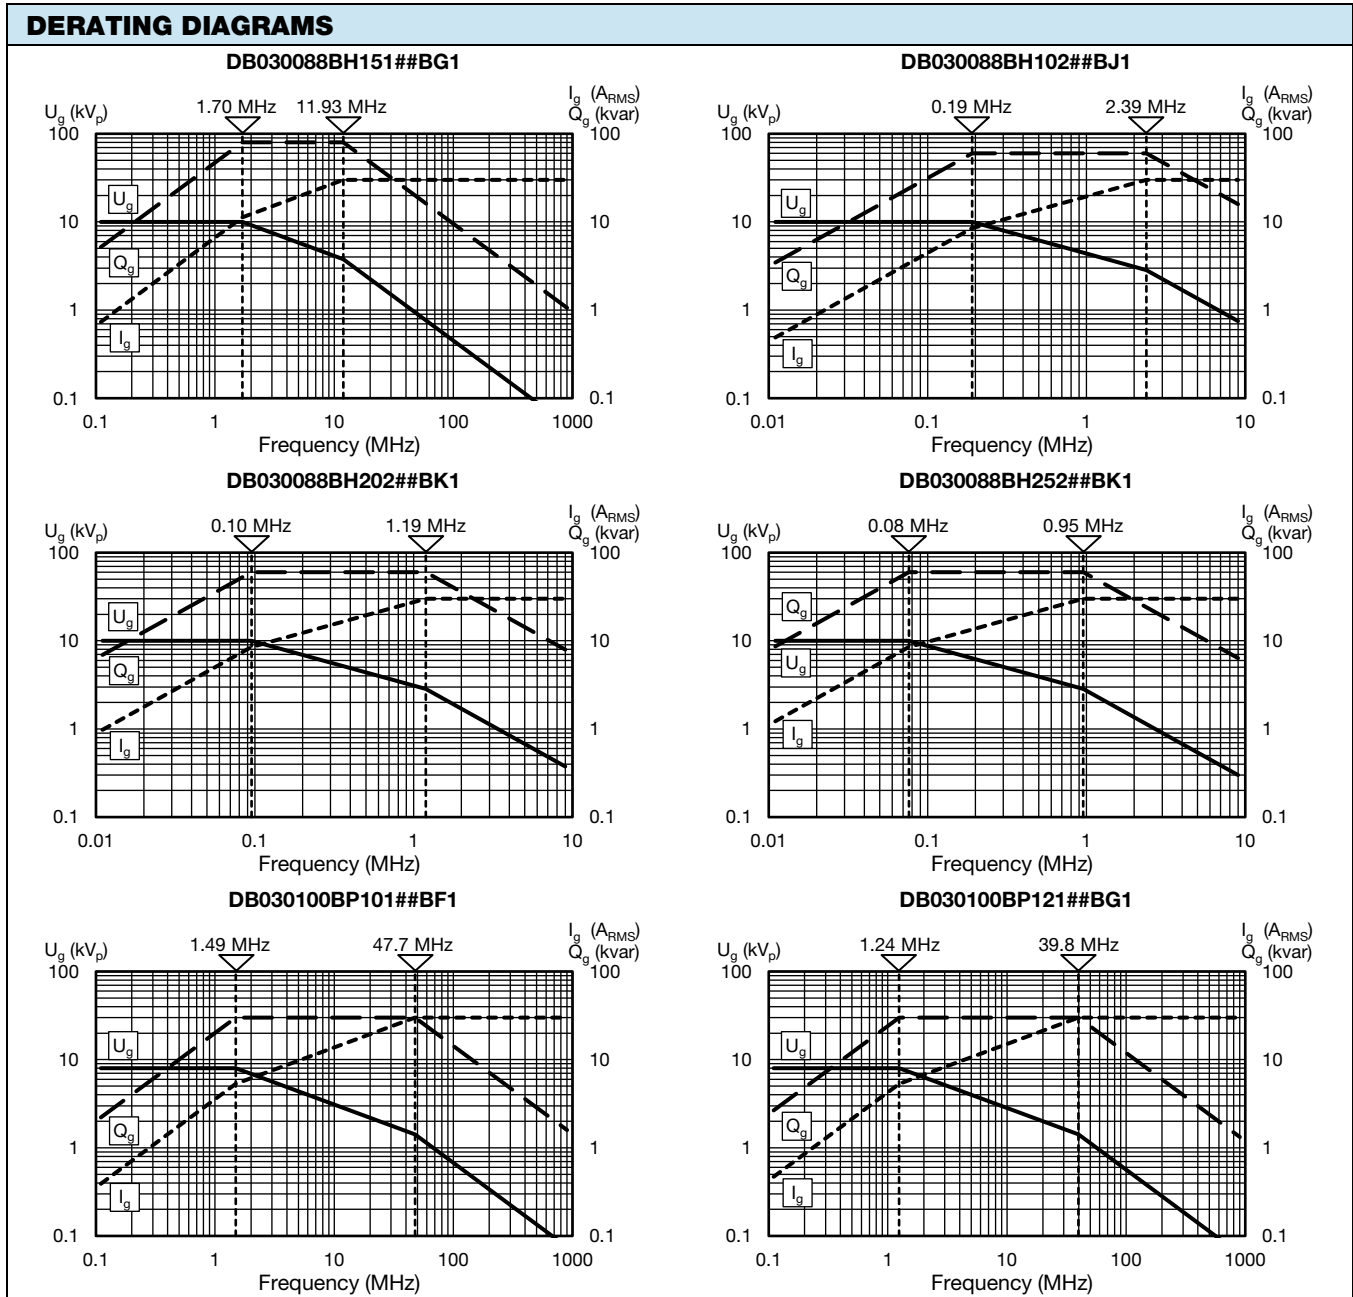 DERATING DIAGRAMS
DB030088BH151##BG1
Ug (kVp)
1.70 MHz 11.93 MHz
Ig (ARMS)
Qg (kvar)
100 100
Ug
10 10
Qg
1 1
Ig
0.1 0.1
0.1 1 10 100 1000
Frequency (MHz)
DB030088BH102##BJ1
Ug (kVp)
0.19 MHz 2.39 MHz
Ig (ARMS)
Qg (kvar)
100 100
Ug
10 10
Qg
1 1
Ig
0.1 0.1
0.01 0.1 1 10
Frequency (MHz)
DB030088BH202##BK1
Ug (kVp)
0.10 MHz 1.19 MHz
Ig (ARMS)
Qg (kvar)
100 100
Ug
10 10
Qg
1 1
Ig
0.1 0.1
0.01 0.1 1 10
Frequency (MHz)
DB030088BH252##BK1
Ug (kVp)
0.08 MHz 0.95 MHz
Ig (ARMS)
Qg (kvar)
100 100
Qg
10 10
Ug
1 1
Ig
0.1 0.1
0.01 0.1 1 10
Frequency (MHz)
DB030100BP101##BF1
Ug (kVp)
1.49 MHz 47.7 MHz
Ig (ARMS)
Qg (kvar)
100 100
Ug
10 10
Qg
1 1
Ig
0.1 0.1
0.1 1 10 100 1000
Frequency (MHz)
DB030100BP121##BG1
Ug (kVp)
1.24 MHz 39.8 MHz
Ig (ARMS)
Qg (kvar)
100 100
Ug
10 10
Qg
1 1
Ig
0.1 0.1
0.1 1 10 100 1000
Frequency (MHz)